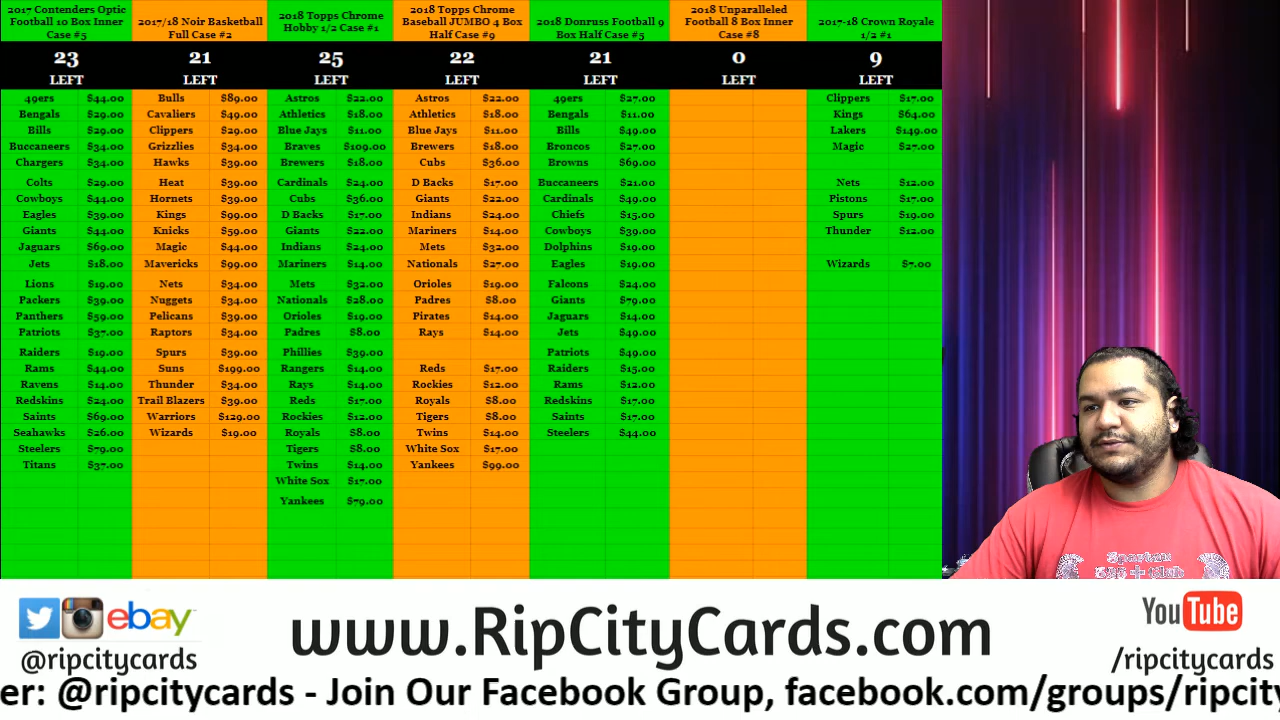 2017 Contenders Optic
Football 10 Box Inner
Case #5
23
LEFT
49ers $44.00
Bengals $29.00
Bills $29.00
Buccaneers $34.00
Chargers $34.00
Colts $29.00
Cowboys $44.00
Eagles $39.00
Giants $44.00
Jaguars $69.00
Jets $18.00
Lions $19.00
Packers $39.00
Panthers $59.00
Patriots $37.00
Raiders $19.00
Rams $44.00
Ravens $14.00
Redskins $24.00
Saints $69.00
Seahawks $26.00
Steelers $79.00
Titans $37.00
2017/18 Noir Basketball
Full Case #2
21
LEFT
Bulls $89.00
Cavaliers $49.00
Clippers $29.00
Grizzlies $34.00
Hawks $39.00
Heat $39.00
Hornets $39.00
Kings $99.00
Knicks $59.00
Magic $44.00
Mavericks $99.00
Nets $34.00
Nuggets $34.00
Pelicans $39.00
Raptors $34.00
Spurs $39.00
Suns $199.00
Thunder $34.00
Trail Blazers $39.00
Warriors $129.00
Wizards $19.00
2018 Topps Chrome
Hobby 1/2 Case #1
25
LEFT
Astros $22.00
Athletics $18.00
Blue Jays $11.00
Braves $109.00
Brewers $18.00
Cardinals $24.00
Cubs $36.00
D Backs $17.00
Giants $22.00
Indians $24.00
Mariners $14.00
Mets $32.00
Nationals $28.00
Orioles $19.00
Padres $8.00
Phillies $39.00
Rangers $14.00
Rays $14.00
Reds $17.00
Rockies $12.00
Royals $8.00
Tigers $8.00
Twins $14.00
White Sox $17.00
Yankees $79.00
2018 Topps Chrome
Baseball JUMBO 4 Box
Half Case #9
22
LEFT
Astros $22.00
Athletics $18.00
Blue Jays $11.00
Brewers $18.00
Cubs $36.00
D Backs $17.00
Giants $22.00
Indians $24.00
Mariners $14.00
Mets $32.00
Nationals $27.00
Orioles $19.00
Padres $8.00
Pirates $14.00
Rays $14.00
Reds $17.00
Rockies $12.00
Royals $8.00
Tigers $8.00
Twins $14.00
White Sox $17.00
Yankees $99.00
2018 Donruss Football 9
Box Half Case #5
21
LEFT
49ers $27.00
Bengals $11.00
Bills $49.00
Broncos $27.00
Browns $69.00
Buccaneers $21.00
Cardinals $49.00
Chiefs $15.00
Cowboys $39.00
Dolphins $19.00
Eagles $19.00
Falcons $24.00
Giants $79.00
Jaguars $14.00
Jets $49.00
Patriots $49.00
Raiders $15.00
Rams $12.00
Redskins $17.00
Saints $17.00
Steelers $44.00
2018 Unparalleled
Football 8 Box Inner
Case #8
0
LEFT
2017-18 Crown Royale
1/2 #1
9
LEFT
Clippers $17.00
Kings $64.00
Lakers $149.00
Magic $27.00
Nets $12.00
Pistons $17.00
Spurs $19.00
Thunder $12.00
Wizards $7.00
ebay
@ripcitycards
www.RipCityCards.com
YouTube
/ripcitycards
er: @ripcitycards - Join Our Facebook Group, facebook.com/groups/ripcity